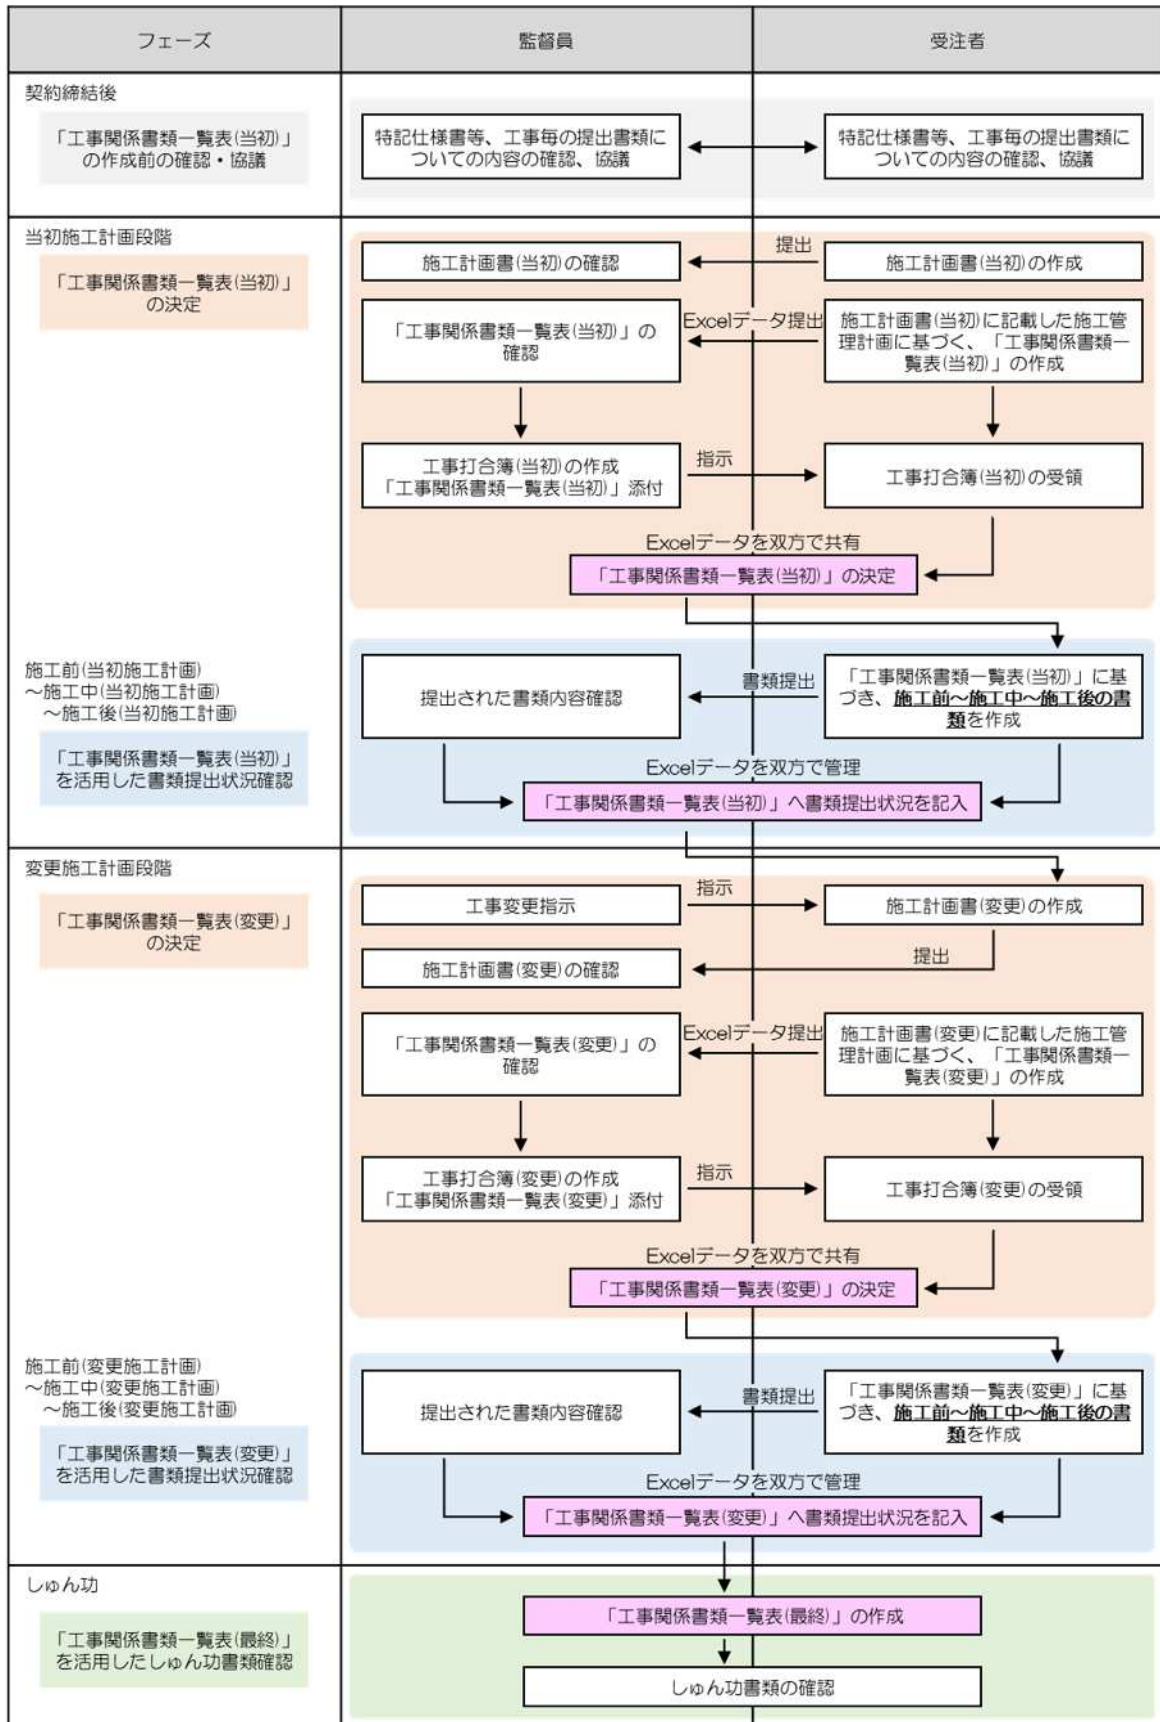 フェーズ
監督員
受注者
契約締結後
「工事関係書類一覧表(当初)」
の作成前の確認・協議
特記仕様書等、工事毎の提出書類に
ついての内容の確認、協議
特記仕様書等、工事毎の提出書類に
ついての内容の確認、協議
当初施工計画段階
「工事関係書類一覧表(当初)」
の決定
施工計画書(当初)の確認
提出
施工計画書(当初)の作成
「工事関係書類一覧表(当初)」の
確認
Excelデータ提出
施工計画書(当初)に記載した施工管
理計画に基づく、「工事関係書類一
覧表(当初)」の作成
工事打合簿(当初)の作成
「工事関係書類一覧表(当初)」添付
指示
工事打合簿(当初)の受領
Excelデータを双方で共有
「工事関係書類一覧表(当初)」の決定
施工前(当初施工計画)
～施工中(当初施工計画)
～施工後(当初施工計画)
「工事関係書類一覧表(当初)」
を活用した書類提出状況確認
提出された書類内容確認
書類提出
「工事関係書類一覧表(当初)」に基
づき、施工前～施工中～施工後の書
類を作成
Excelデータを双方で管理
「工事関係書類一覧表(当初)」へ書類提出状況を記入
変更施工計画段階
「工事関係書類一覧表(変更)」
の決定
工事変更指示
指示
施工計画書(変更)の作成
施工計画書(変更)の確認
提出
「工事関係書類一覧表(変更)」の
確認
Excelデータ提出
施工計画書(変更)に記載した施工管
理計画に基づく、「工事関係書類一
覧表(変更)」の作成
工事打合簿(変更)の作成
「工事関係書類一覧表(変更)」添付
指示
工事打合簿(変更)の受領
Excelデータを双方で共有
「工事関係書類一覧表(変更)」の決定
施工前(変更施工計画)
～施工中(変更施工計画)
～施工後(変更施工計画)
「工事関係書類一覧表(変更)」
を活用した書類提出状況確認
提出された書類内容確認
書類提出
「工事関係書類一覧表(変更)」に基
づき、施工前～施工中～施工後の書
類を作成
Excelデータを双方で管理
「工事関係書類一覧表(変更)」へ書類提出状況を記入
しゅん功
「工事関係書類一覧表(最終)」
を活用したしゅん功書類確認
「工事関係書類一覧表(最終)」の作成
しゅん功書類の確認